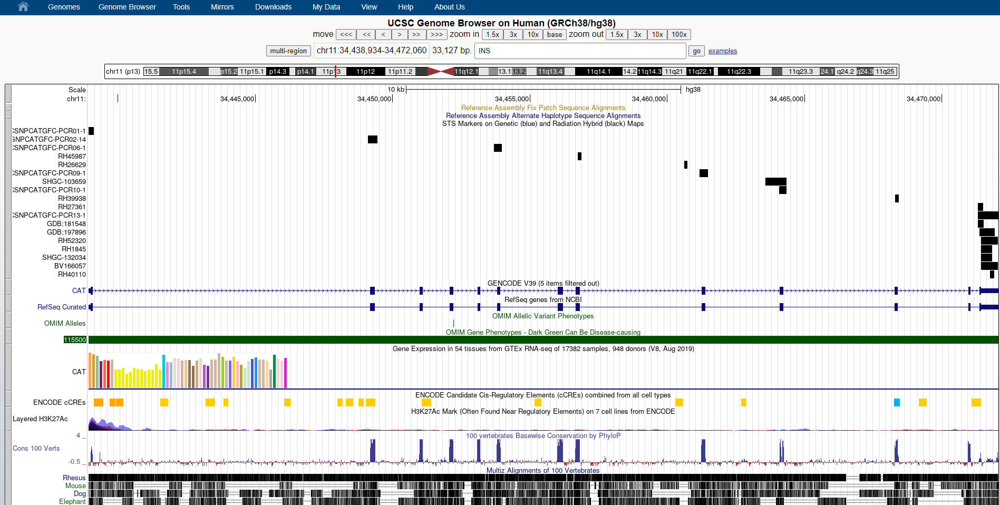 Genomes Genome Browser Tools Mirrors Downloads My Data View Help About Us
UCSC Genome Browser on Human (GRCh38/hg38)
move <<< << < > >> >>> zoom in 1.5x 3x 10x base zoom out 1.5x 3x 10x 100x
multi-region chr11:34,438,934-34,472,060 33,127 bp. INS go examples
chr11 (p13) 15.5 11p15.4 p15.2 11p15.1 p14.3 p14.1 11p13 11p12 11p11.2 11q12.1 13.1 13.2 11q13.4 11q14.1 14.2 11q14.3 11q21 11q22.1 11q22.3 11q23.3 24.1 q24.2 q24.3 11q25
Scale 10 kb hg38
chr11: 34,445,000 34,450,000 34,455,000 34,460,000 34,465,000 34,470,000
Reference Assembly Fix Patch Sequence Alignments
Reference Assembly Alternate Haplotype Sequence Alignments
STS Markers on Genetic (blue) and Radiation Hybrid (black) Maps
SNPCATGFC-PCR01-1
SNPCATGFC-PCR02-14
SNPCATGFC-PCR06-1
RH45987
RH26629
SNPCATGFC-PCR09-1
SHGC-103659
SNPCATGFC-PCR10-1
RH39938
RH27361
SNPCATGFC-PCR13-1
GDB:181548
GDB:197896
RH52320
RH1845
SHGC-132034
BV166057
RH40110
GENCODE V39 (5 items filtered out)
CAT
RefSeq genes from NCBI
RefSeq Curated
OMIM Allelic Variant Phenotypes
OMIM Alleles
OMIM Gene Phenotypes - Dark Green Can Be Disease-causing
115500
Gene Expression in 54 tissues from GTEx RNA-seq of 17382 samples, 948 donors (V8, Aug 2019)
CAT
ENCODE Candidate Cis-Regulatory Elements (cCREs) combined from all cell types
ENCODE cCREs
H3K27Ac Mark (Often Found Near Regulatory Elements) on 7 cell lines from ENCODE
Layered H3K27Ac
100 vertebrates Basewise Conservation by PhyloP
4 _
Cons 100 Verts
-0.5 _
Multiz Alignments of 100 Vertebrates
Rhesus
Mouse
Dog
Elephant